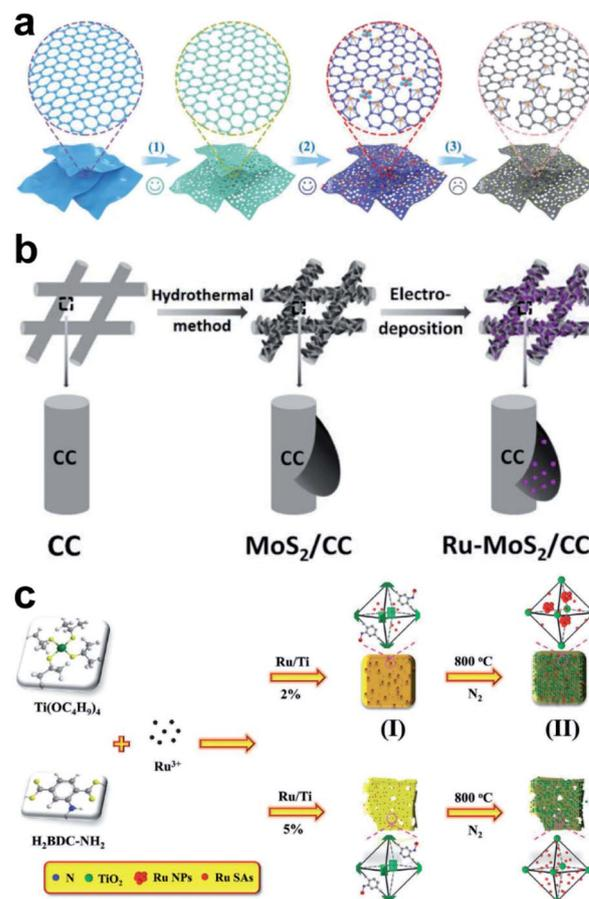 a
(1)
(2)
(3)
b
Hydrothermal
method
Electro-
deposition
CC
CC
CC
CC
MoS₂/CC
Ru-MoS₂/CC
c
Ti(OC₄H₉)₄
Ru³⁺
H₂BDC-NH₂
Ru/Ti
2%
800 °C
N₂
(I)
(II)
Ru/Ti
5%
800 °C
N₂
N
TiO₂
Ru NPs
Ru SAs